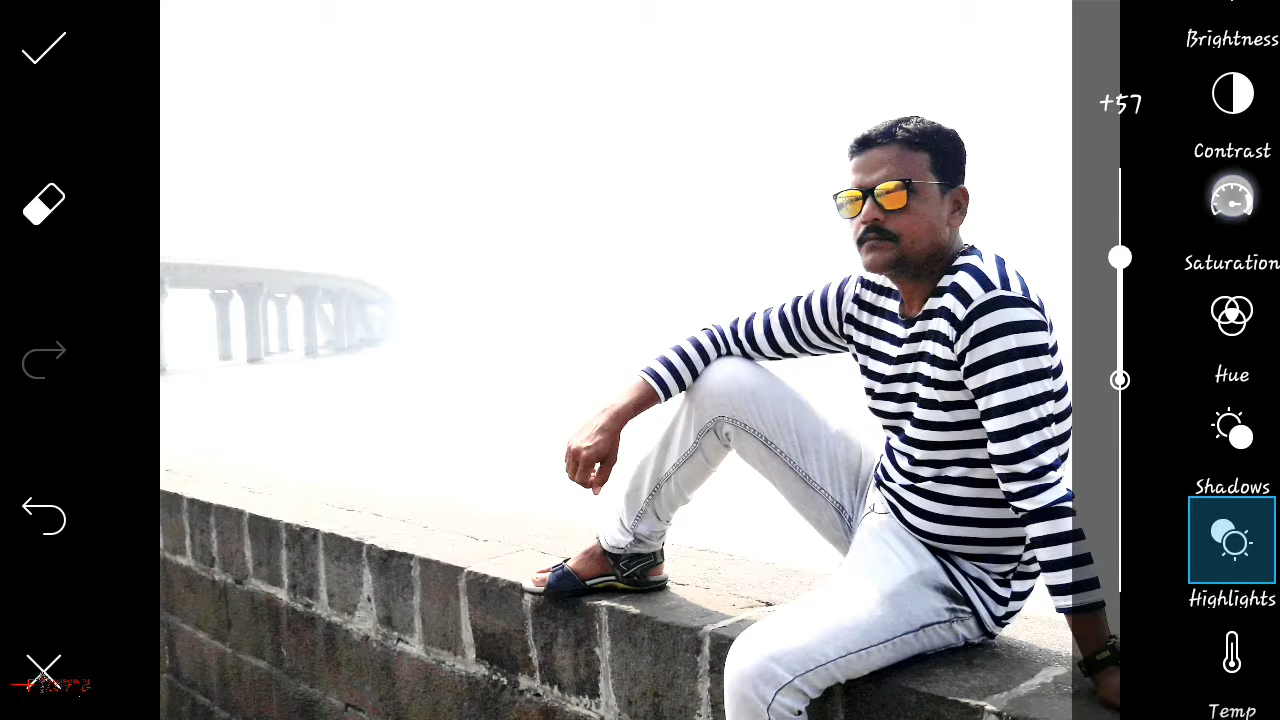 Brightness
+57
Contrast
Saturation
Hue
Shadows
Highlights
Temp